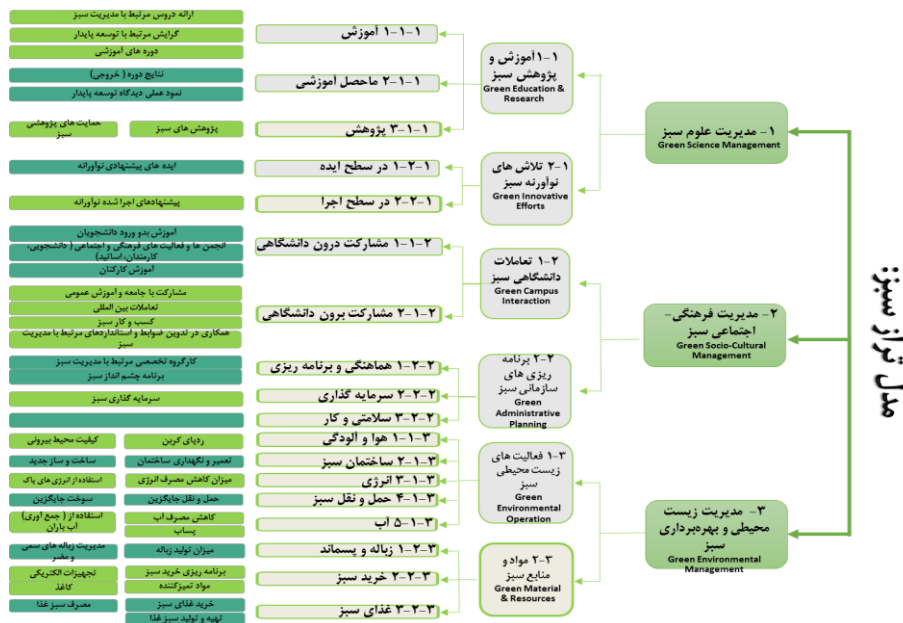 مدل تراز سبز:
۱- مدیریت علوم سبز
Green Science Management
۱-۱ آموزش و
پژوهش سبز
Green Education &
Research
۱-۱-۱ آموزش
ارائه دروس مرتبط با مدیریت سبز
گرایش مرتبط با توسعه پایدار
دوره های آموزشی
۲-۱-۱ ماحصل آموزشی
نتایج دوره ( خروجی)
نمود عملی دیدگاه توسعه پایدار
۳-۱-۱ پژوهش
پژوهش های سبز
حمایت های پژوهشی
سبز
۲-۱ تلاش های
نوآورته سبز
Green Innovative
Efforts
۱-۲-۱ در سطح ایده
ایده های پیشنهادی نوآورانه
۲-۲-۱ در سطح اجرا
پیشنهادهای اجرا شده نوآورانه
۲- مدیریت فرهنگی-
اجتماعی سبز
Green Socio-Cultural
Management
۱-۲ تعاملات
دانشگاهی سبز
Green Campus
Interaction
۱-۱-۲ مشارکت درون دانشگاهی
آموزش بدو ورود دانشجویان
انجمن ها و فعالیت های فرهنگی و اجتماعی ( دانشجویی،
کارمندان، اساتید)
آموزش کارکنان
۲-۱-۲ مشارکت برون دانشگاهی
مشارکت با جامعه و آموزش عمومی
تعاملات بین المللی
کسب و کار سبز
همکاری در تدوین ضوابط و استانداردهای مرتبط با مدیریت
سبز
۲-۲ برنامه
ریزی های
سازمانی سبز
Green
Administrative
Planning
۱-۲-۲ هماهنگی و برنامه ریزی
کارگروه تخصصی مرتبط با مدیریت سبز
برنامه چشم انداز سبز
۲-۲-۲ سرمایه گذاری
سرمایه گذاری سبز
۳-۲-۲ سلامتی و کار
۳- مدیریت زیست
محیطی و بهره‌برداری
سبز
Green Environmental
Management
۱-۳ فعالیت های
زیست محیطی
سبز
Green
Environmental
Operation
۱-۱-۳ هوا و آلودگی
ردپای کربن
کیفیت محیط بیرونی
۲-۱-۳ ساختمان سبز
تعمیر و نگهداری ساختمان
ساخت و ساز جدید
۳-۱-۳ انرژی
میزان کاهش مصرف انرژی
استفاده از انرژی های پاک
۴-۱-۳ حمل و نقل سبز
حمل و نقل جایگزین
سوخت جایگزین
۵-۱-۳ آب
کاهش مصرف آب
پساب
استفاده از ( جمع آوری)
آب باران
۲-۳ مواد و
منابع سبز
Green Material
& Resources
۱-۲-۳ زباله و پسماند
میزان تولید زباله
مدیریت زباله های سمی
و مضر
۲-۲-۳ خرید سبز
برنامه ریزی خرید سبز
مواد تمیزکننده
تجهیزات الکتریکی
کاغذ
۳-۲-۳ غذای سبز
خرید غذای سبز
تهیه و تولید سبز غذا
مصرف سبز غذا